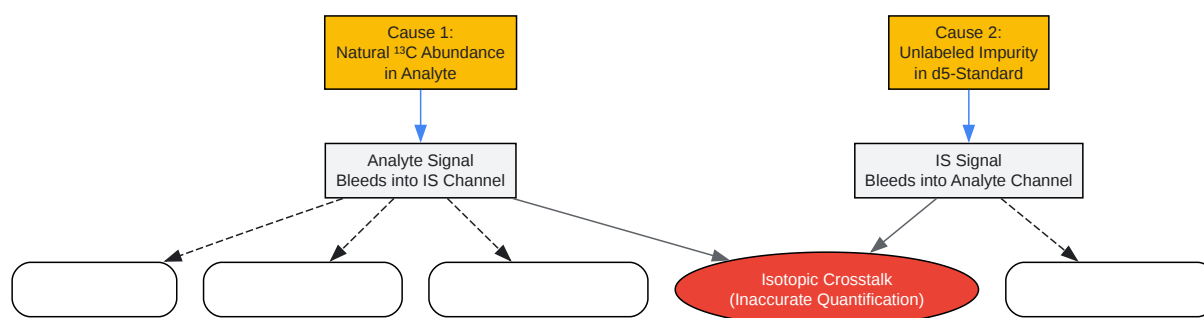 Cause 1:
Natural ¹³C Abundance
in Analyte
Cause 2:
Unlabeled Impurity
in d5-Standard
Analyte Signal
Bleeds into IS Channel
IS Signal
Bleeds into Analyte Channel
Isotopic Crosstalk
(Inaccurate Quantification)